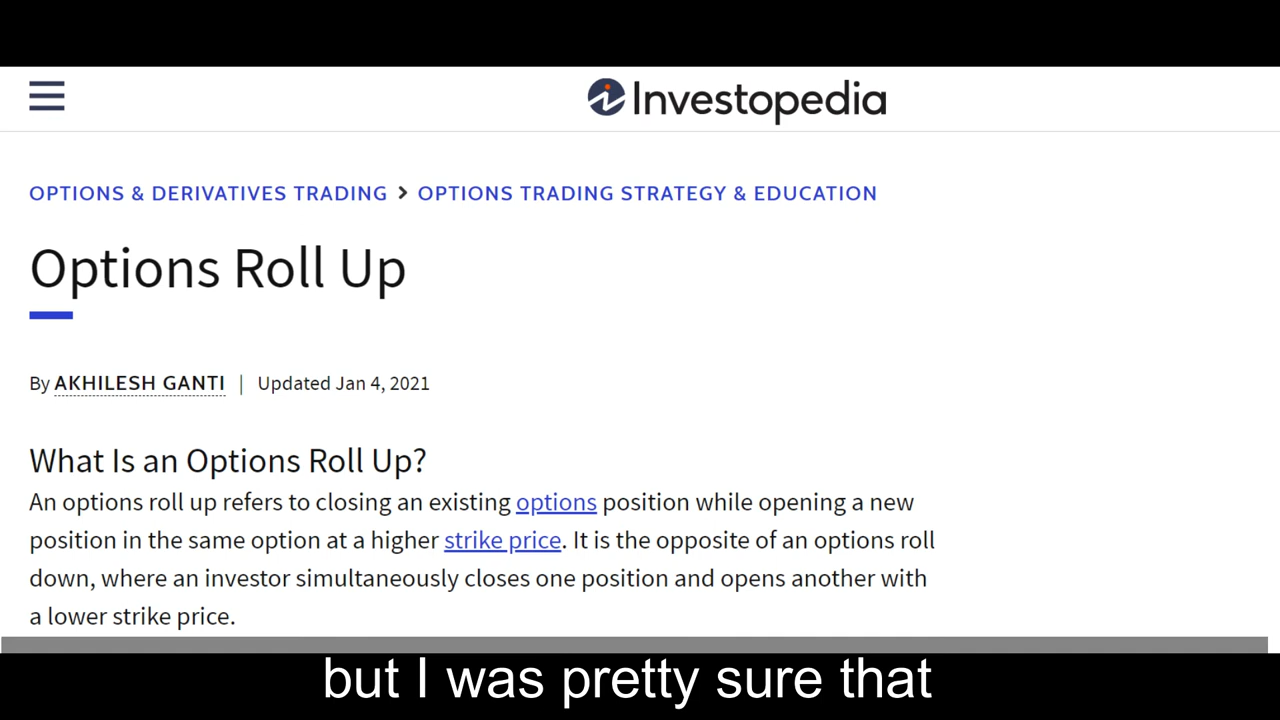 Investopedia
OPTIONS & DERIVATIVES TRADING > OPTIONS TRADING STRATEGY & EDUCATION
Options Roll Up
By AKHILESH GANTI | Updated Jan 4, 2021
What Is an Options Roll Up?
An options roll up refers to closing an existing options position while opening a new
position in the same option at a higher strike price. It is the opposite of an options roll
down, where an investor simultaneously closes one position and opens another with
a lower strike price.
but I was pretty sure that